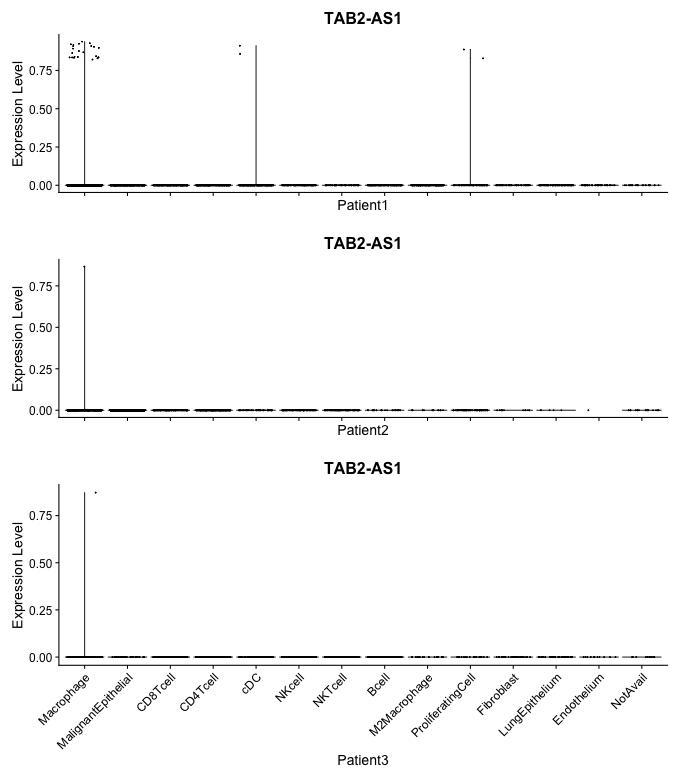 TAB2-AS1
Expression Level
0.75
0.50
0.25
0.00
Patient1
TAB2-AS1
Expression Level
0.75
0.50
0.25
0.00
Patient2
TAB2-AS1
Expression Level
0.75
0.50
0.25
0.00
Macrophage
MalignantEpithelial
CD8Tcell
CD4Tcell
cDC
NKcell
NKTcell
Bcell
M2Macrophage
ProliferatingCell
Fibroblast
LungEpithelium
Endothelium
NotAvail
Patient3